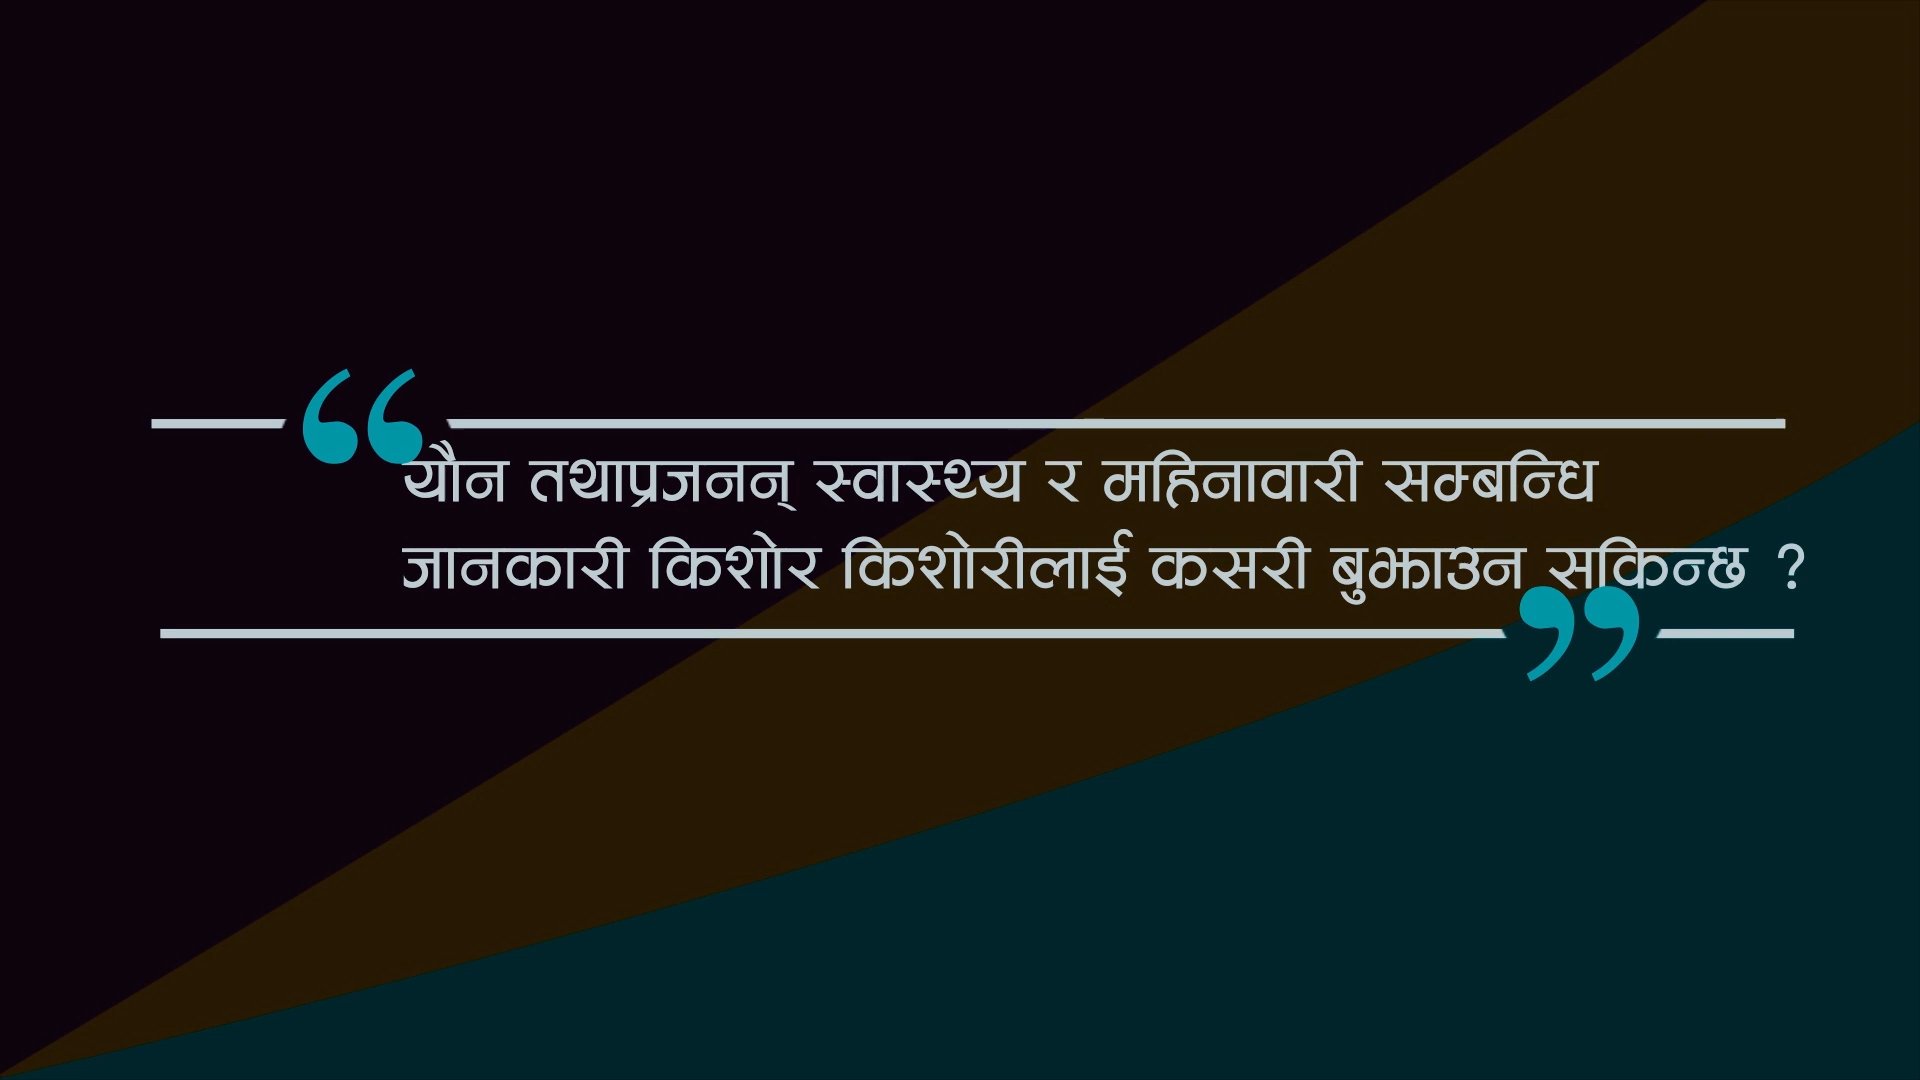 यौन तथाप्रजनन् स्वास्थ्य र महिनावारी सम्बन्धि
जानकारी किशोर किशोरीलाई कसरी बुझाउन सकिन्छ ?